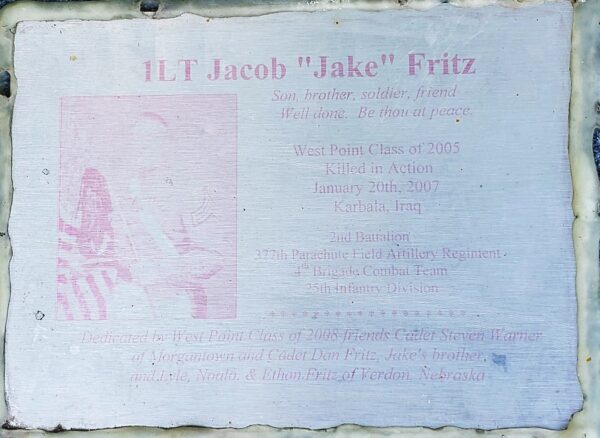 1LT Jacob "Jake" Fritz
Son, brother, soldier, friend
Well done. Be thou at peace.
West Point Class of 2005
Killed in Action
January 20th, 2007
Karbala, Iraq
2nd Battalion
377th Parachute Field Artillery Regiment
4th Brigade Combat Team
25th Infantry Division
* * * * * * * * * * * * * * * * *
Dedicated by West Point Class of 2008 friends Cadet Steven Warner
of Morgantown and Cadet Dan Fritz, Jake's brother,
and Lyle, Noala, & Ethan Fritz of Verdon, Nebraska